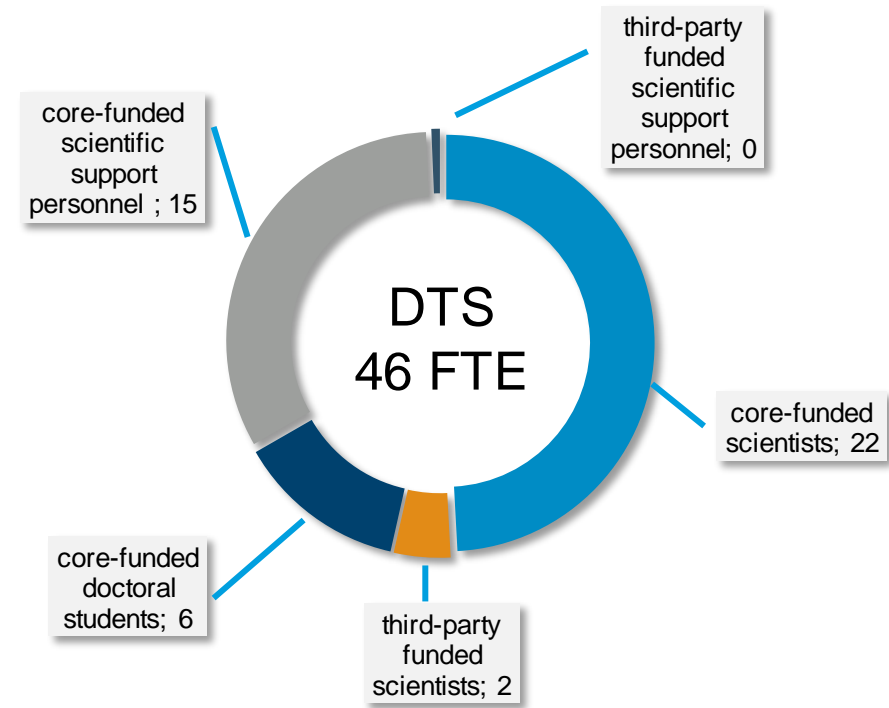 third-party
funded
scientific
support
personnel; 0
core-funded
scientific
support
personnel ; 15
DTS
46 FTE
core-funded
scientists; 22
core-funded
doctoral
students; 6
third-party
funded
scientists; 2